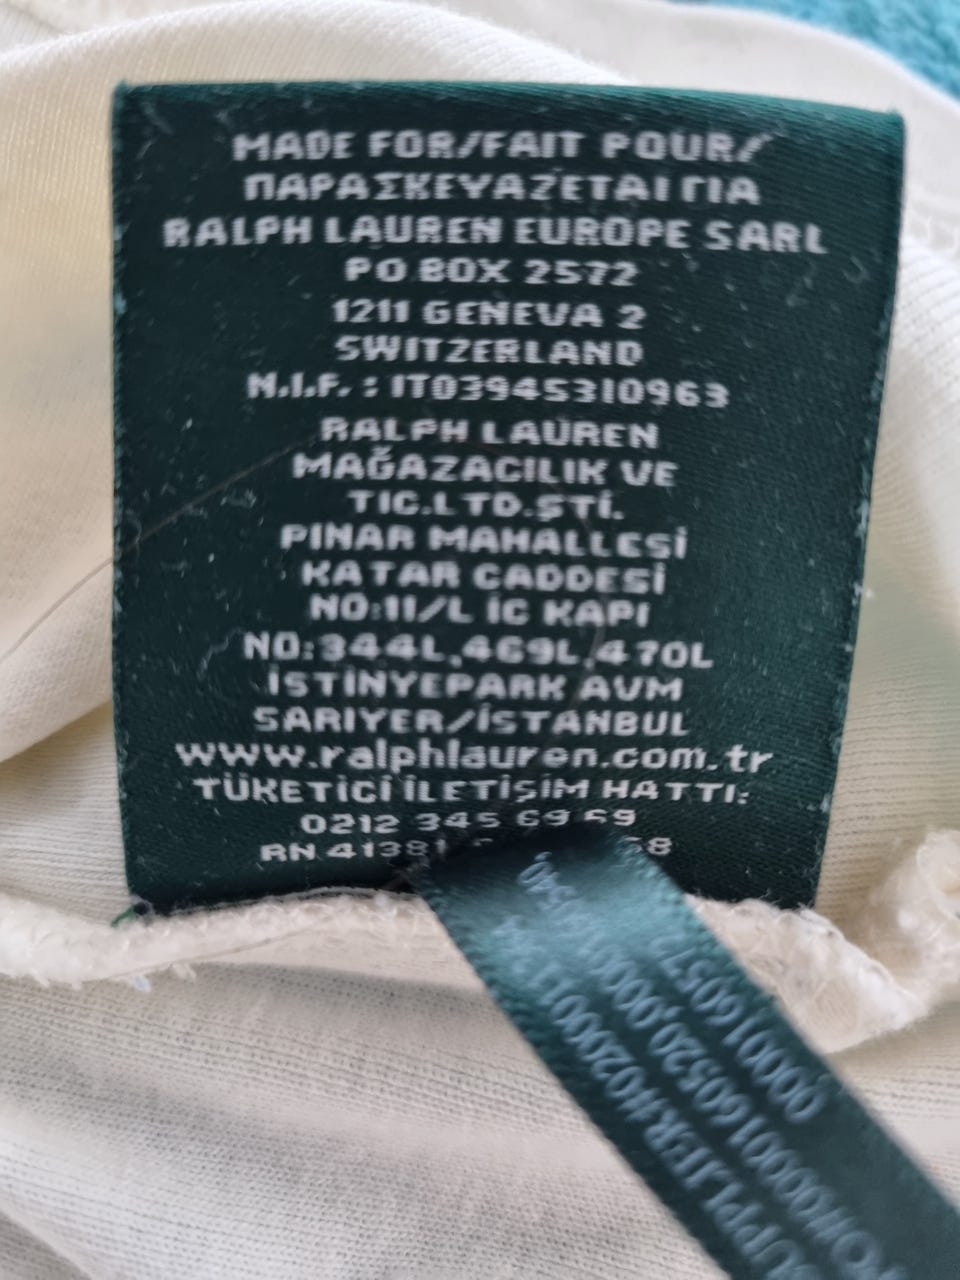 MADE FOR/FAIT POUR/
ΠΑΡΑΣΚΕΥΑΖΕΤΑΙ ΓΙΑ
RALPH LAUREN EUROPE SARL
PO BOX 2572
1211 GENEVA 2
SWITZERLAND
N.I.F. : IT03945310963
RALPH LAUREN
MAĞAZACILIK VE
TIC.LTD.ŞTİ.
PINAR MAHALLESİ
KATAR CADDESİ
NO:11/L İC KAPI
NO:344L,469L,470L
İSTİNYEPARK AVM
SARIYER/İSTANBUL
www.ralphlauren.com.tr
TÜKETİCİ İLETİŞİM HATTI:
0212 345 69 69
RN 41381